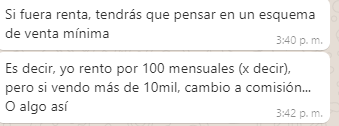 Si fuera renta, tendrás que pensar en un esquema
de venta mínima
3:40 p. m.
Es decir, yo rento por 100 mensuales (x decir),
pero si vendo más de 10mil, cambio a comisión...
O algo así
3:42 p. m.